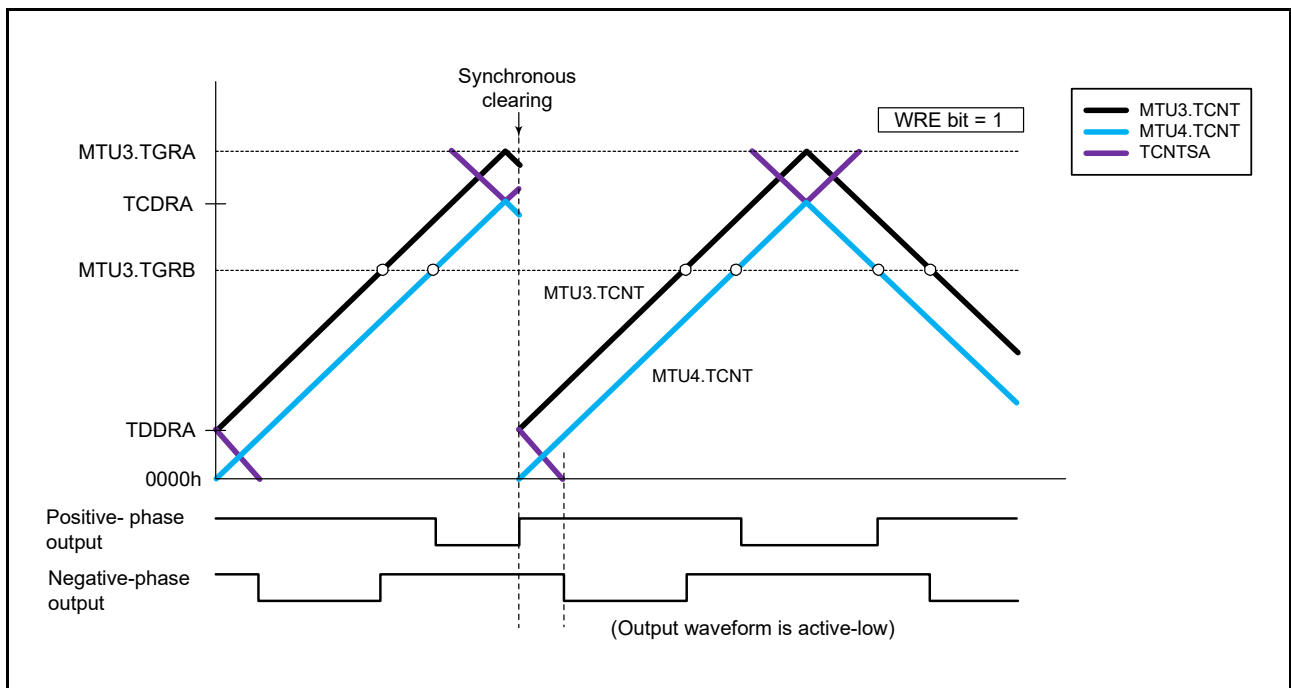 Synchronous
clearing
WRE bit = 1
MTU3.TCNT
MTU4.TCNT
TCNTSA
MTU3.TGRA
TCDRA
MTU3.TGRB
MTU3.TCNT
MTU4.TCNT
TDDRA
0000h
Positive- phase
output
Negative-phase
output
(Output waveform is active-low)